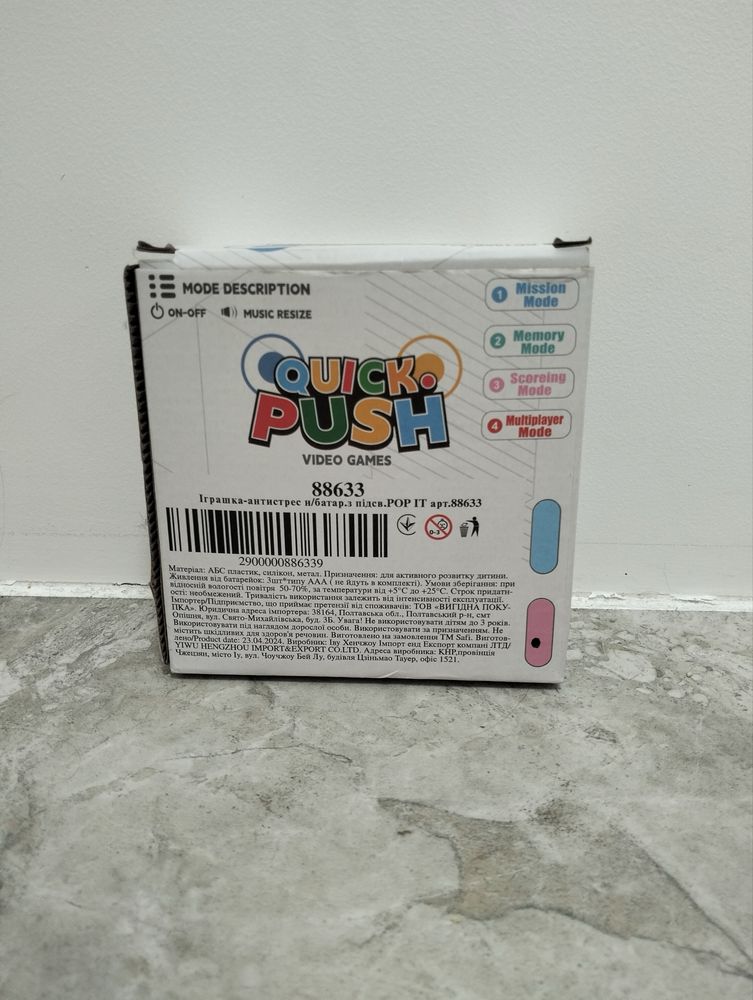 MODE DESCRIPTION
ON-OFF MUSIC RESIZE
1 Mission
Mode
2 Memory
Mode
3 Scoreing
Mode
4 Multiplayer
Mode
QUICK
PUSH
VIDEO GAMES
88633
Іграшка-антистрес н/батар.з підсв.POP IT арт.88633
0-3
2900000886339
Матеріал: АБС пластик, силікон, метал. Призначення: для активного розвитку дитини.
Живлення від батарейок: 3шт*типу ААА ( не йдуть в комплекті). Умови зберігання: при
відносній вологості повітря 50-70%, за температури від +5°С до +25°С. Строк придатн-
ості: необмежений. Тривалість використання залежить від інтенсивності експлуатації.
Імпортер/Підприємство, що приймає претензії від споживачів: ТОВ «ВИГІДНА ПОКУ-
ПКА». Юридична адреса імпортера: 38164, Полтавська обл., Полтавський р-н, смт
Опішня, вул. Свято-Михайлівська, буд. 3Б. Увага! Не використовувати дітям до 3 років.
Використовувати під наглядом дорослої особи. Використовувати за призначенням. Не
містить шкідливих для здоров'я речовин. Виготовлено на замовлення ТМ Safi. Виготов-
лено/Product date: 23.04.2024. Виробник: Іву Хенчжоу Імпорт енд Експорт компані ЛТД/
YIWU HENGZHOU IMPORT&EXPORT CO.LTD. Адреса виробника: КНР,провінція
Чжецзян, місто Іу, вул. Чоучжоу Бей Лу, будівля Цзіньмао Тауер, офіс 1521.